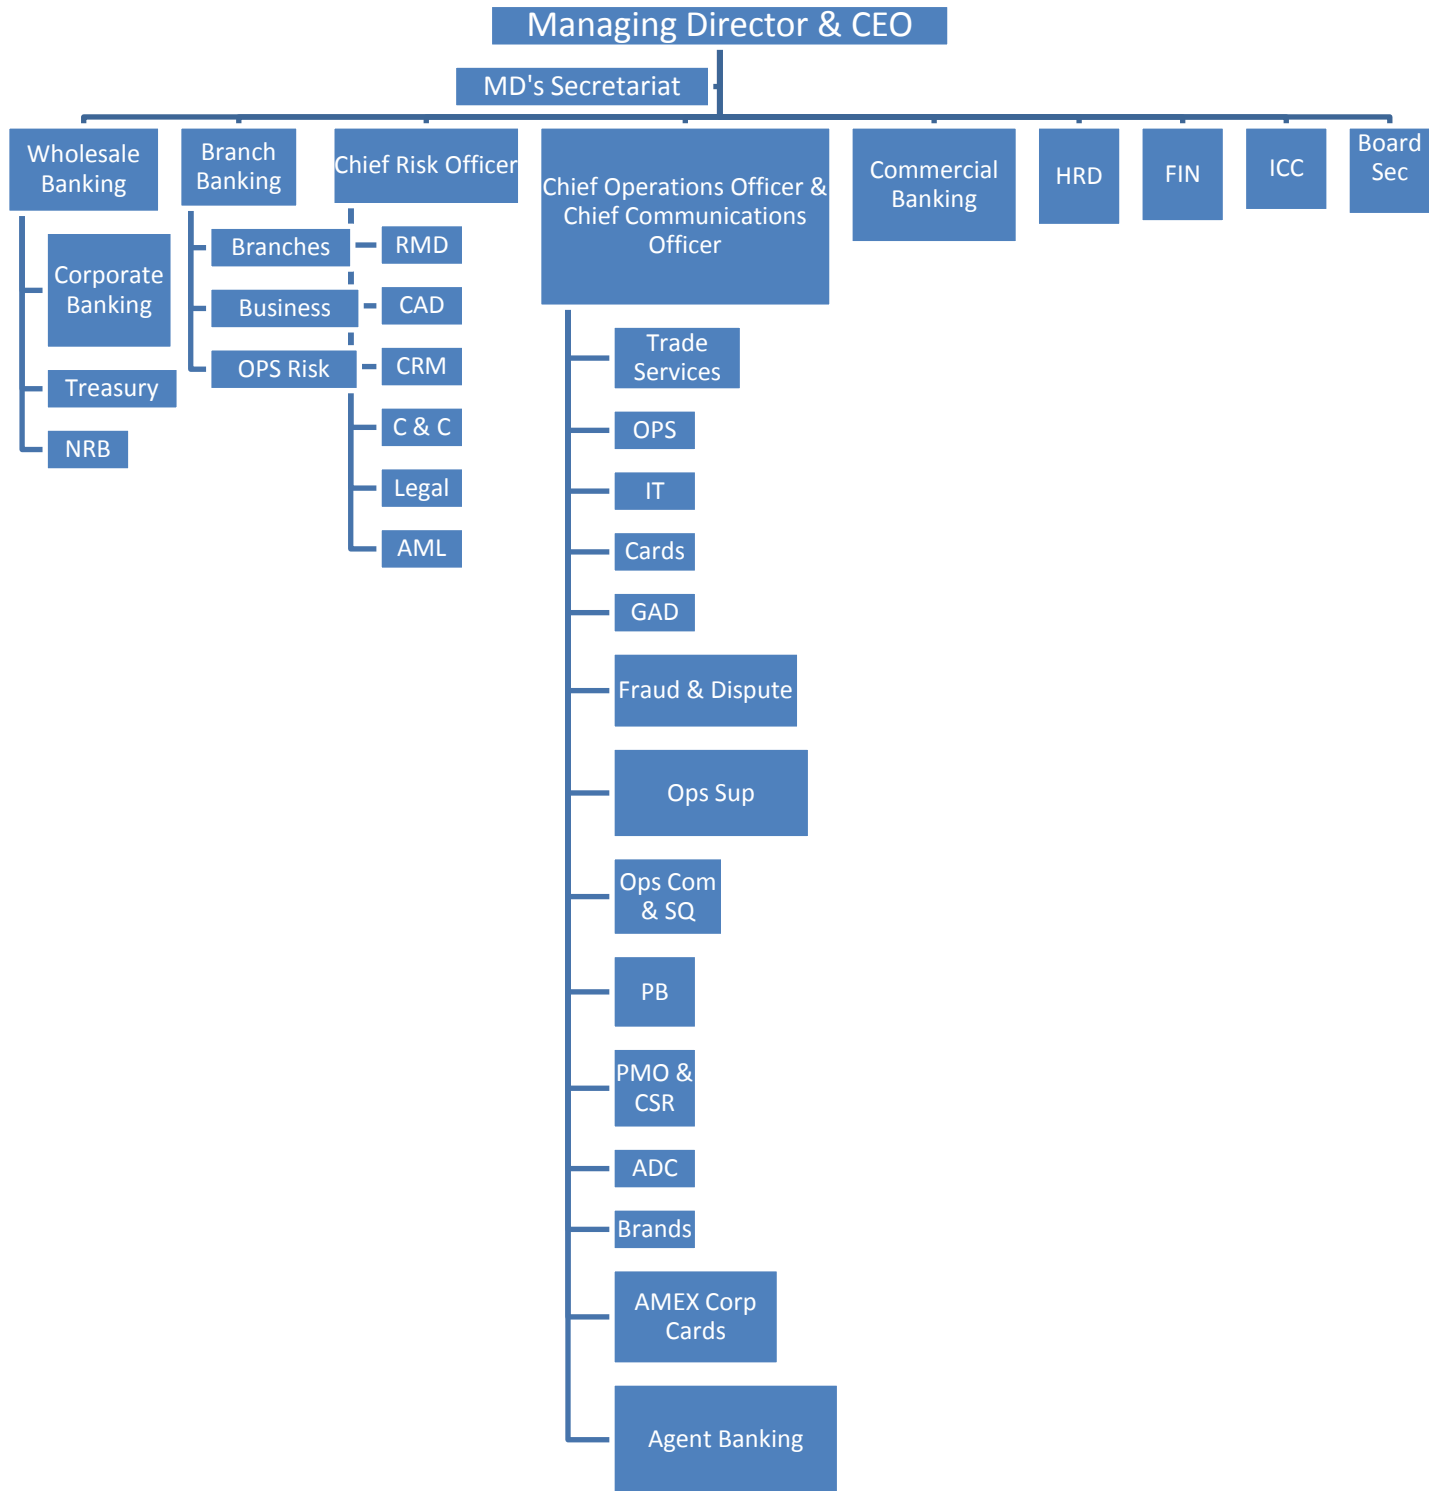 Managing Director & CEO
MD's Secretariat
Wholesale
Banking
Corporate
Banking
Treasury
NRB
Branch
Banking
Branches
Business
OPS Risk
Chief Risk Officer
RMD
CAD
CRM
C & C
Legal
AML
Chief Operations Officer &
Chief Communications
Officer
Trade
Services
OPS
IT
Cards
GAD
Fraud & Dispute
Ops Sup
Ops Com
& SQ
PB
PMO &
CSR
ADC
Brands
AMEX Corp
Cards
Agent Banking
Commercial
Banking
HRD
FIN
ICC
Board
Sec